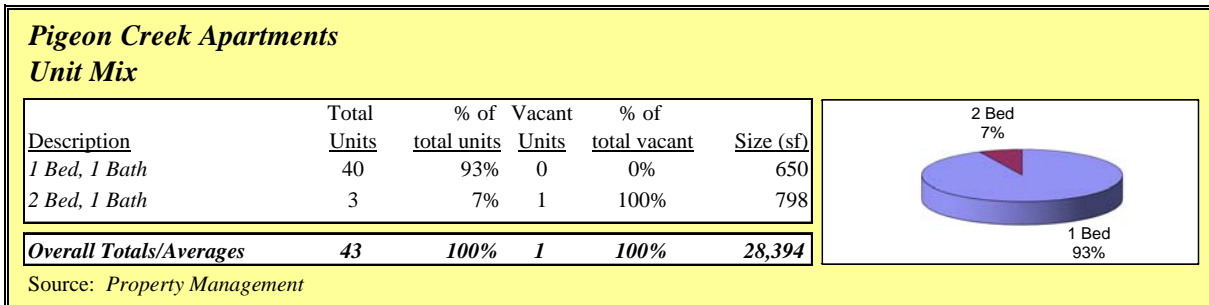 Pigeon Creek Apartments
Unit Mix
Total % of Vacant % of
Description Units total units Units total vacant Size (sf)
1 Bed, 1 Bath 40 93% 0 0% 650
2 Bed, 1 Bath 3 7% 1 100% 798
Overall Totals/Averages 43 100% 1 100% 28,394
Source: Property Management
2 Bed
7%
1 Bed
93%